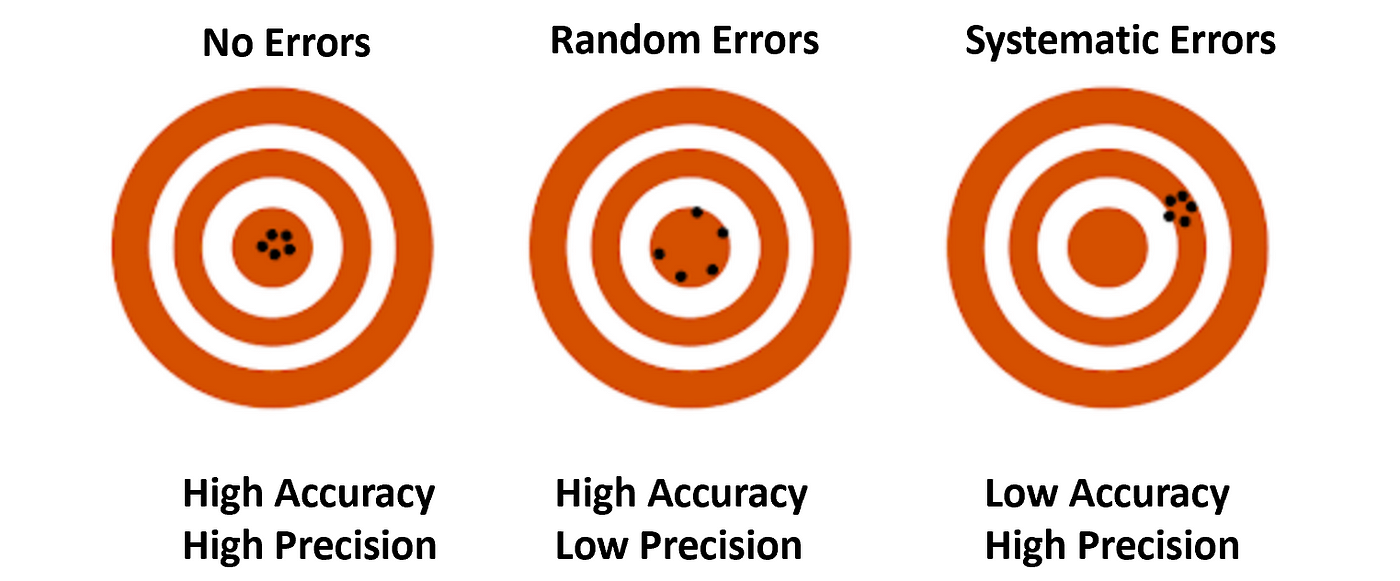 No Errors
Random Errors
Systematic Errors
High Accuracy
High Precision
High Accuracy
Low Precision
Low Accuracy
High Precision